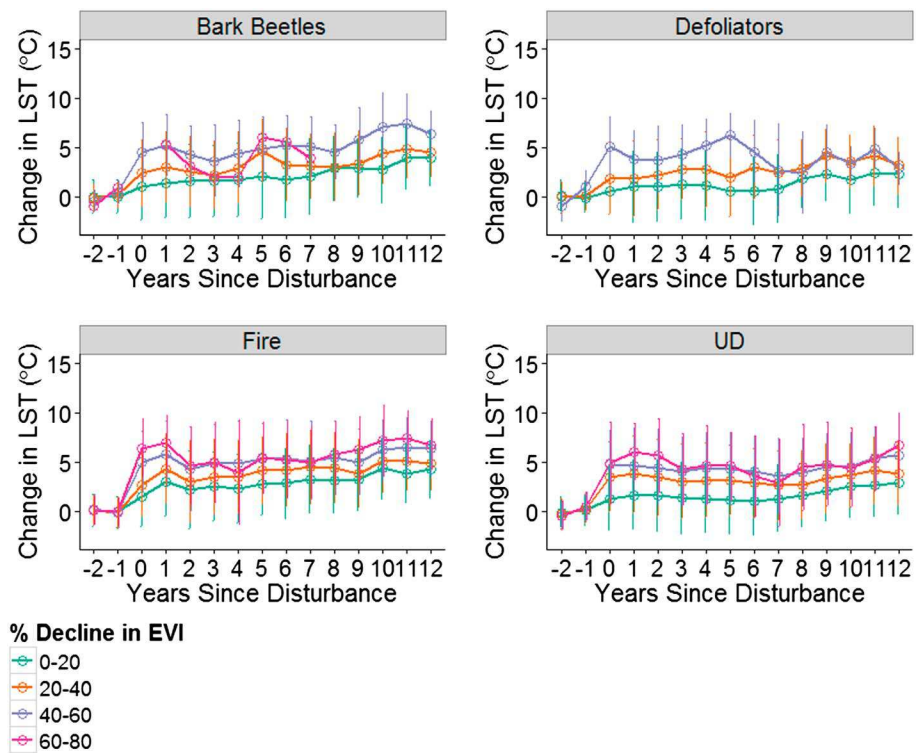 Bark Beetles
Change in LST (°C)
15
10
5
0
-2 -1 0 1 2 3 4 5 6 7 8 9 101112
Years Since Disturbance
Defoliators
Change in LST (°C)
15
10
5
0
-2 -1 0 1 2 3 4 5 6 7 8 9 101112
Years Since Disturbance
Fire
Change in LST (°C)
15
10
5
0
-2 -1 0 1 2 3 4 5 6 7 8 9 101112
Years Since Disturbance
UD
Change in LST (°C)
15
10
5
0
-2 -1 0 1 2 3 4 5 6 7 8 9 101112
Years Since Disturbance
% Decline in EVI
0-20
20-40
40-60
60-80